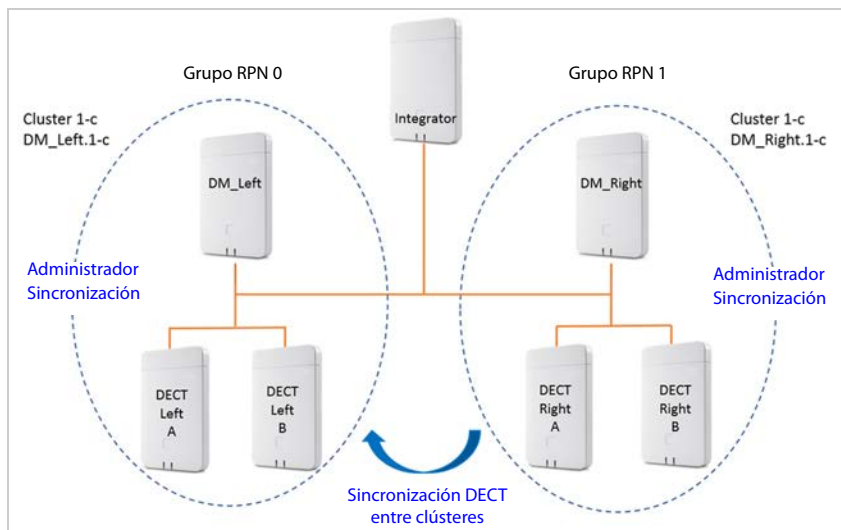 Grupo RPN 0
Grupo RPN 1
Integrator
Cluster 1-c
DM_Left.1-c
Cluster 1-c
DM_Right.1-c
DM_Left
DM_Right
Administrador
Sincronización
Administrador
Sincronización
DECT
Left
A
DECT
Left
B
DECT
Right
A
DECT
Right
B
Sincronización DECT
entre clústeres